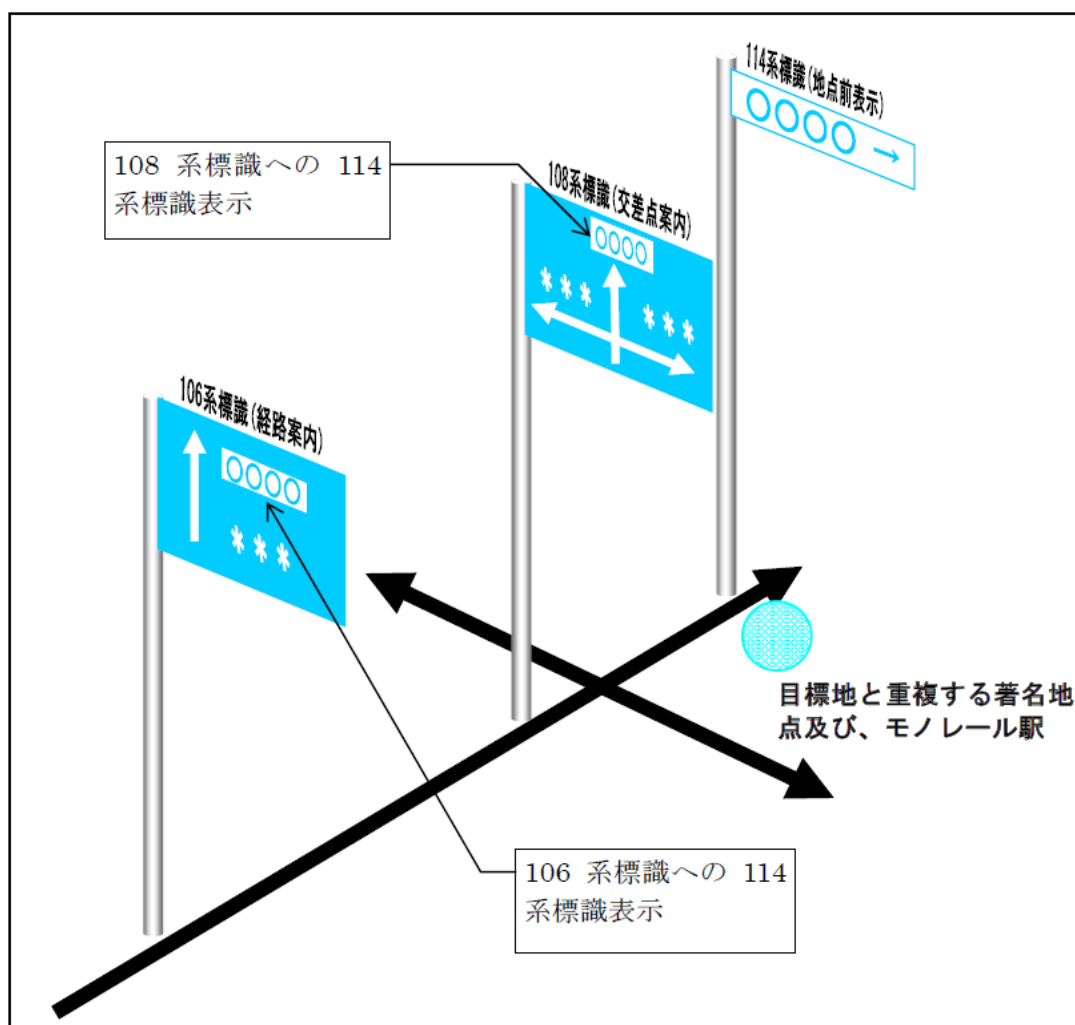 114系標識(地点前表示)
○○○○→
108 系標識への 114
系標識表示
108系標識(交差点案内)
○○○○
*** ***
106系標識(経路案内)
○○○○
***
目標地と重複する著名地
点及び、モノレール駅
106 系標識への 114
系標識表示